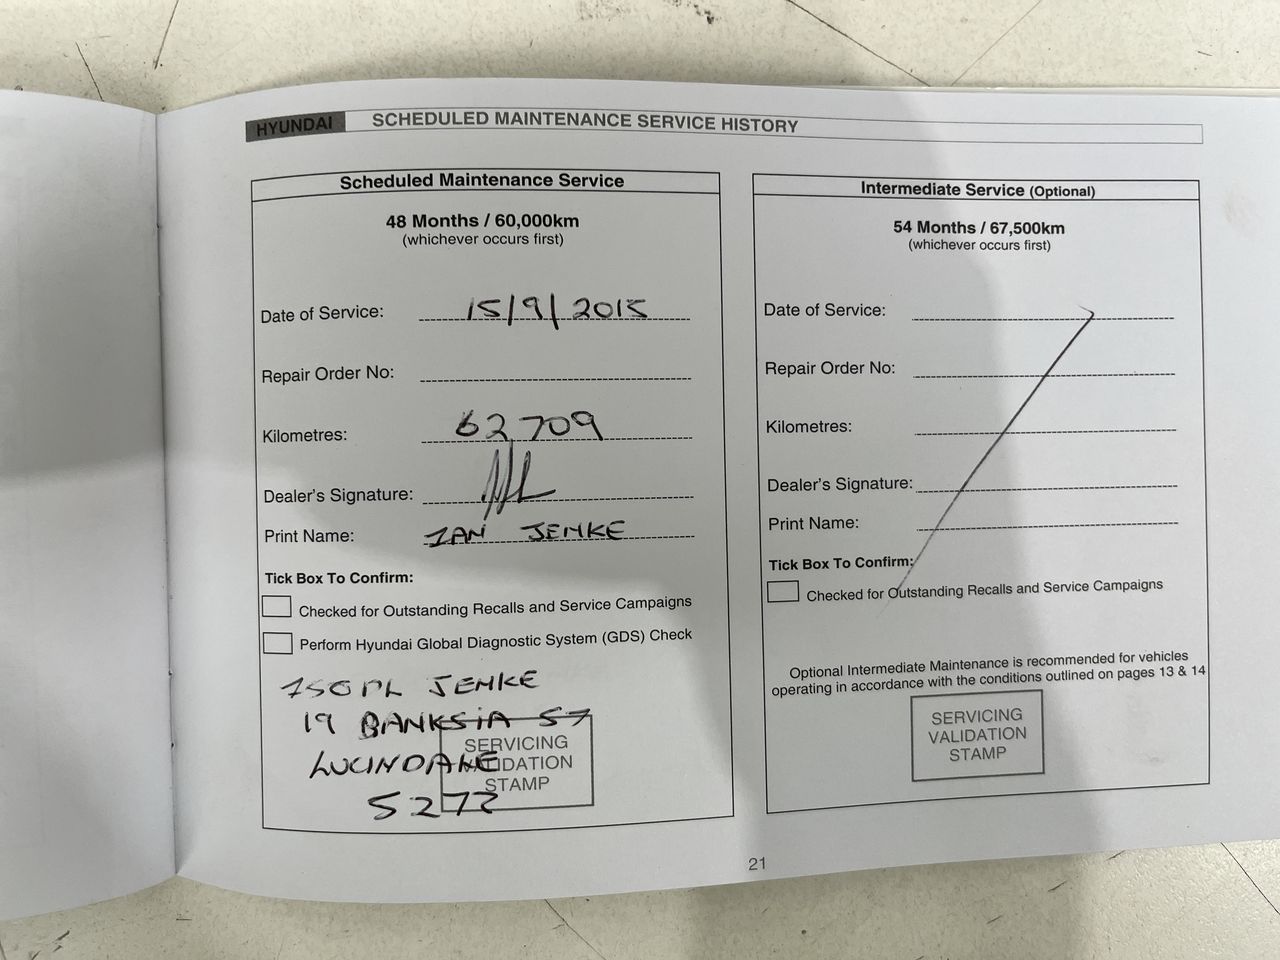 HYUNDAI SCHEDULED MAINTENANCE SERVICE HISTORY
Scheduled Maintenance Service
48 Months / 60,000km
(whichever occurs first)
Date of Service: 15/9/2015
Repair Order No:
Kilometres: 62709
Dealer's Signature:
Print Name: IAN JEMKE
Tick Box To Confirm:
Checked for Outstanding Recalls and Service Campaigns
Perform Hyundai Global Diagnostic System (GDS) Check
JEMKE
19 BANKSIA ST
LUCINDALE
5272
SERVICING
VALIDATION
STAMP
Intermediate Service (Optional)
54 Months / 67,500km
(whichever occurs first)
Date of Service:
Repair Order No:
Kilometres:
Dealer's Signature:
Print Name:
Tick Box To Confirm:
Checked for Outstanding Recalls and Service Campaigns
Optional Intermediate Maintenance is recommended for vehicles
operating in accordance with the conditions outlined on pages 13 & 14
SERVICING
VALIDATION
STAMP
21